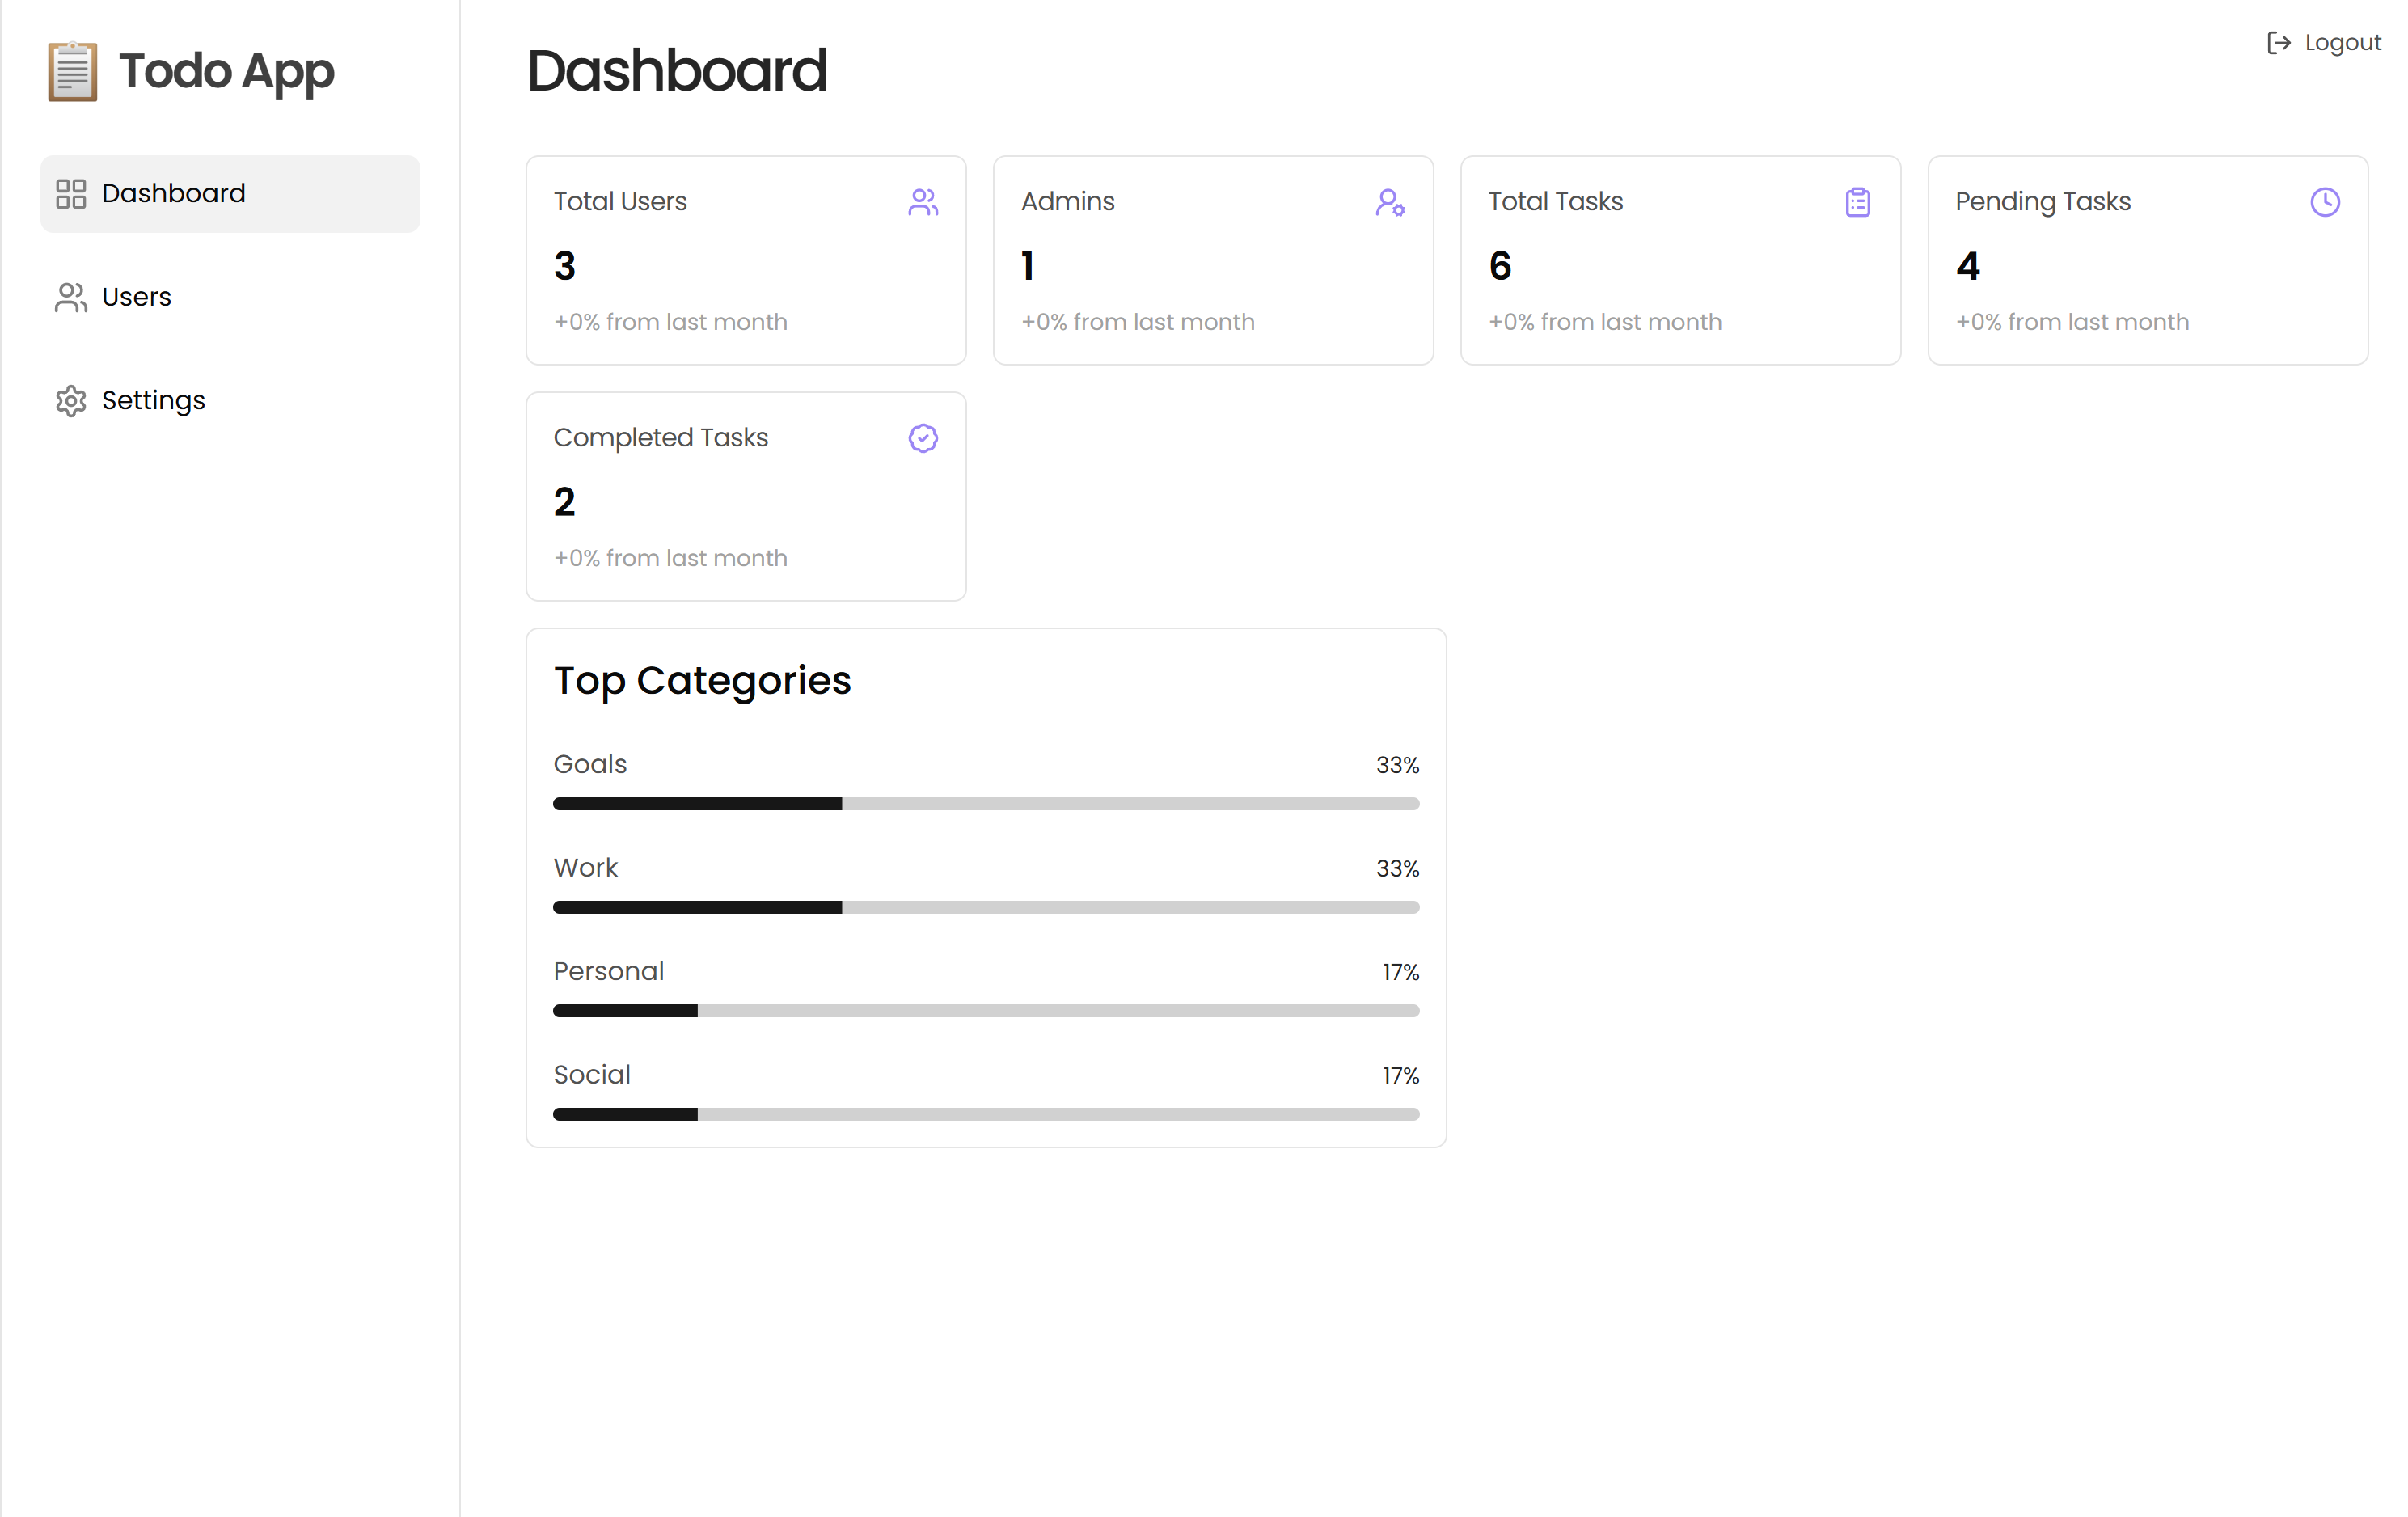 Todo App
Dashboard
Users
Settings
Dashboard
Logout
Total Users
3
+0% from last month
Admins
1
+0% from last month
Total Tasks
6
+0% from last month
Pending Tasks
4
+0% from last month
Completed Tasks
2
+0% from last month
Top Categories
Goals 33%
Work 33%
Personal 17%
Social 17%